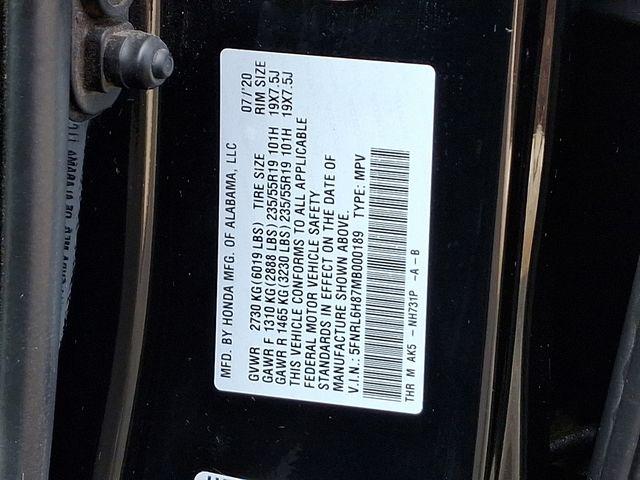 MFD. BY HONDA MFG. OF ALABAMA, LLC 07/'20
GVWR 2730 KG (6019 LBS) TIRE SIZE RIM SIZE
GAWR F 1310 KG (2888 LBS) 235/55R19 101H 19X7.5J
GAWR R 1465 KG (3230 LBS) 235/55R19 101H 19X7.5J
THIS VEHICLE CONFORMS TO ALL APPLICABLE
FEDERAL MOTOR VEHICLE SAFETY
STANDARDS IN EFFECT ON THE DATE OF
MANUFACTURE SHOWN ABOVE.
V.I.N.: 5FNRL6H87MB000189 TYPE: MPV
THR M AK5 - NH731P -A-B